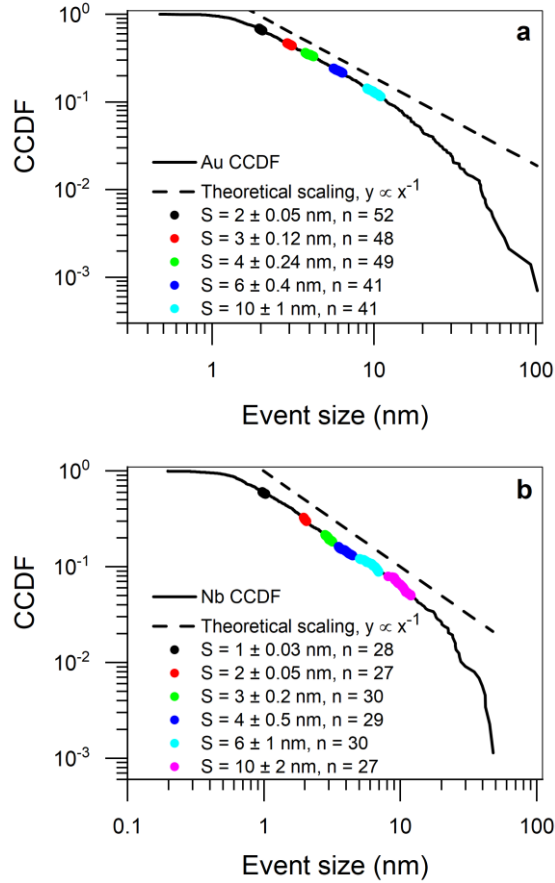 a
10⁰
10⁻¹
10⁻²
10⁻³
CCDF
Au CCDF
Theoretical scaling, y ∝ x⁻¹
S = 2 ± 0.05 nm, n = 52
S = 3 ± 0.12 nm, n = 48
S = 4 ± 0.24 nm, n = 49
S = 6 ± 0.4 nm, n = 41
S = 10 ± 1 nm, n = 41
1 10 100
Event size (nm)
b
10⁰
10⁻¹
10⁻²
10⁻³
CCDF
Nb CCDF
Theoretical scaling, y ∝ x⁻¹
S = 1 ± 0.03 nm, n = 28
S = 2 ± 0.05 nm, n = 27
S = 3 ± 0.2 nm, n = 30
S = 4 ± 0.5 nm, n = 29
S = 6 ± 1 nm, n = 30
S = 10 ± 2 nm, n = 27
0.1 1 10 100
Event size (nm)